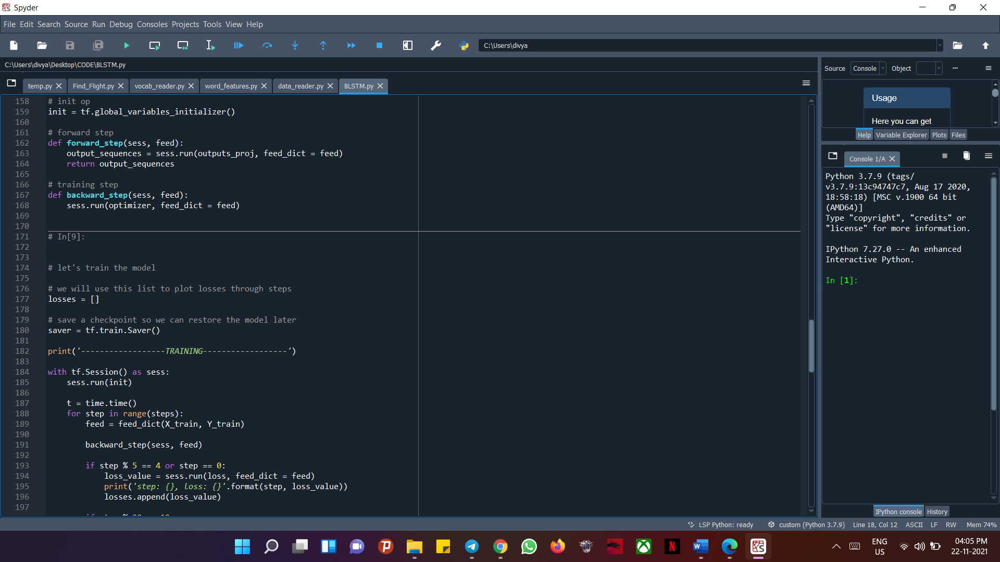 Spyder
File Edit Search Source Run Debug Consoles Projects Tools View Help
C:\Users\divya
C:\Users\divya\Desktop\CODE\BLSTM.py
temp.py Find_Flight.py vocab_reader.py word_features.py data_reader.py BLSTM.py
158 # init op
159 init = tf.global_variables_initializer()
160
161 # forward step
162 def forward_step(sess, feed):
163     output_sequences = sess.run(outputs_proj, feed_dict = feed)
164     return output_sequences
165
166 # training step
167 def backward_step(sess, feed):
168     sess.run(optimizer, feed_dict = feed)
169
170
171 # In[9]:
172
173
174 # let's train the model
175
176 # we will use this list to plot losses through steps
177 losses = []
178
179 # save a checkpoint so we can restore the model later
180 saver = tf.train.Saver()
181
182 print('------------------TRAINING------------------')
183
184 with tf.Session() as sess:
185     sess.run(init)
186
187     t = time.time()
188     for step in range(steps):
189         feed = feed_dict(X_train, Y_train)
190
191         backward_step(sess, feed)
192
193         if step % 5 == 4 or step == 0:
194             loss_value = sess.run(loss, feed_dict = feed)
195             print('step: {}, loss: {}'.format(step, loss_value))
196             losses.append(loss_value)
197
Source Console Object
Usage
Here you can get
Help Variable Explorer Plots Files
Console 1/A
Python 3.7.9 (tags/
v3.7.9:13c94747c7, Aug 17 2020,
18:58:18) [MSC v.1900 64 bit
(AMD64)]
Type "copyright", "credits" or
"license" for more information.
IPython 7.27.0 -- An enhanced
Interactive Python.
In [1]:
IPython console History
LSP Python: ready custom (Python 3.7.9) Line 18, Col 12 ASCII LF RW Mem 74%
ENG
US
04:05 PM
22-11-2021